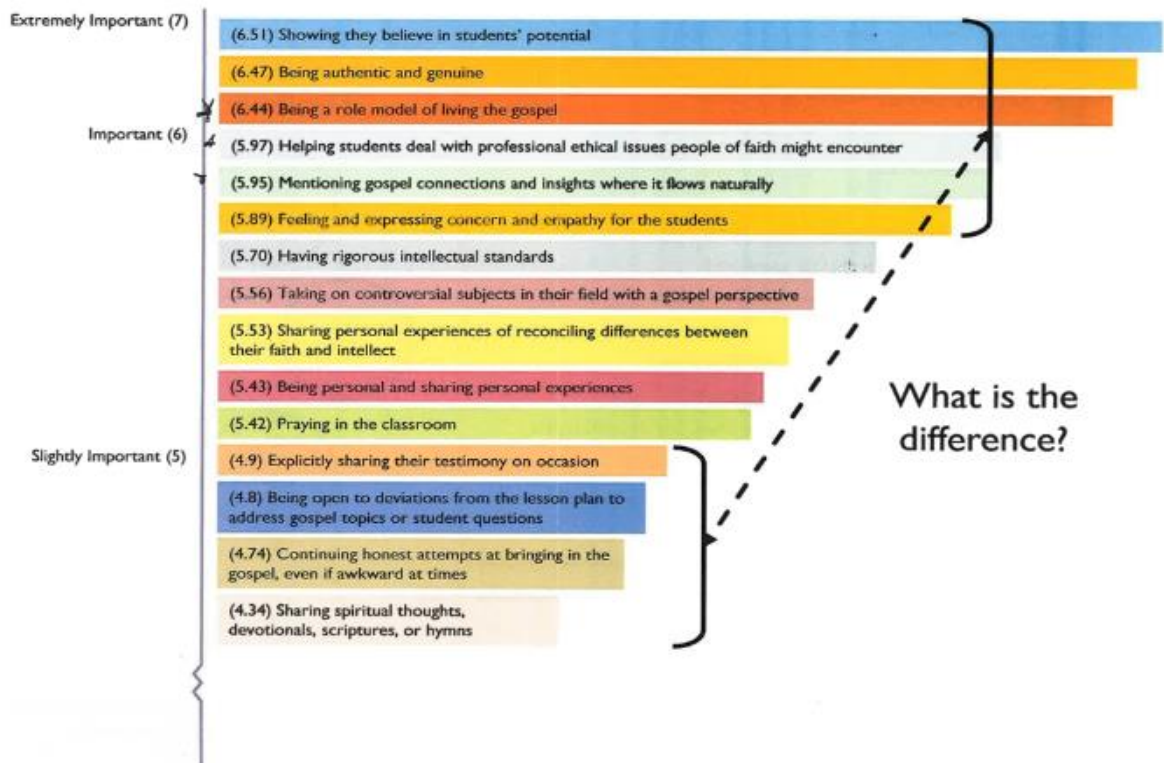 Extremely Important (7)
(6.51) Showing they believe in students' potential
(6.47) Being authentic and genuine
(6.44) Being a role model of living the gospel
Important (6)
(5.97) Helping students deal with professional ethical issues people of faith might encounter
(5.95) Mentioning gospel connections and insights where it flows naturally
(5.89) Feeling and expressing concern and empathy for the students
(5.70) Having rigorous intellectual standards
(5.56) Taking on controversial subjects in their field with a gospel perspective
(5.53) Sharing personal experiences of reconciling differences between
their faith and intellect
(5.43) Being personal and sharing personal experiences
(5.42) Praying in the classroom
What is the
difference?
Slightly Important (5)
(4.9) Explicitly sharing their testimony on occasion
(4.8) Being open to deviations from the lesson plan to
address gospel topics or student questions
(4.74) Continuing honest attempts at bringing in the
gospel, even if awkward at times
(4.34) Sharing spiritual thoughts,
devotionals, scriptures, or hymns